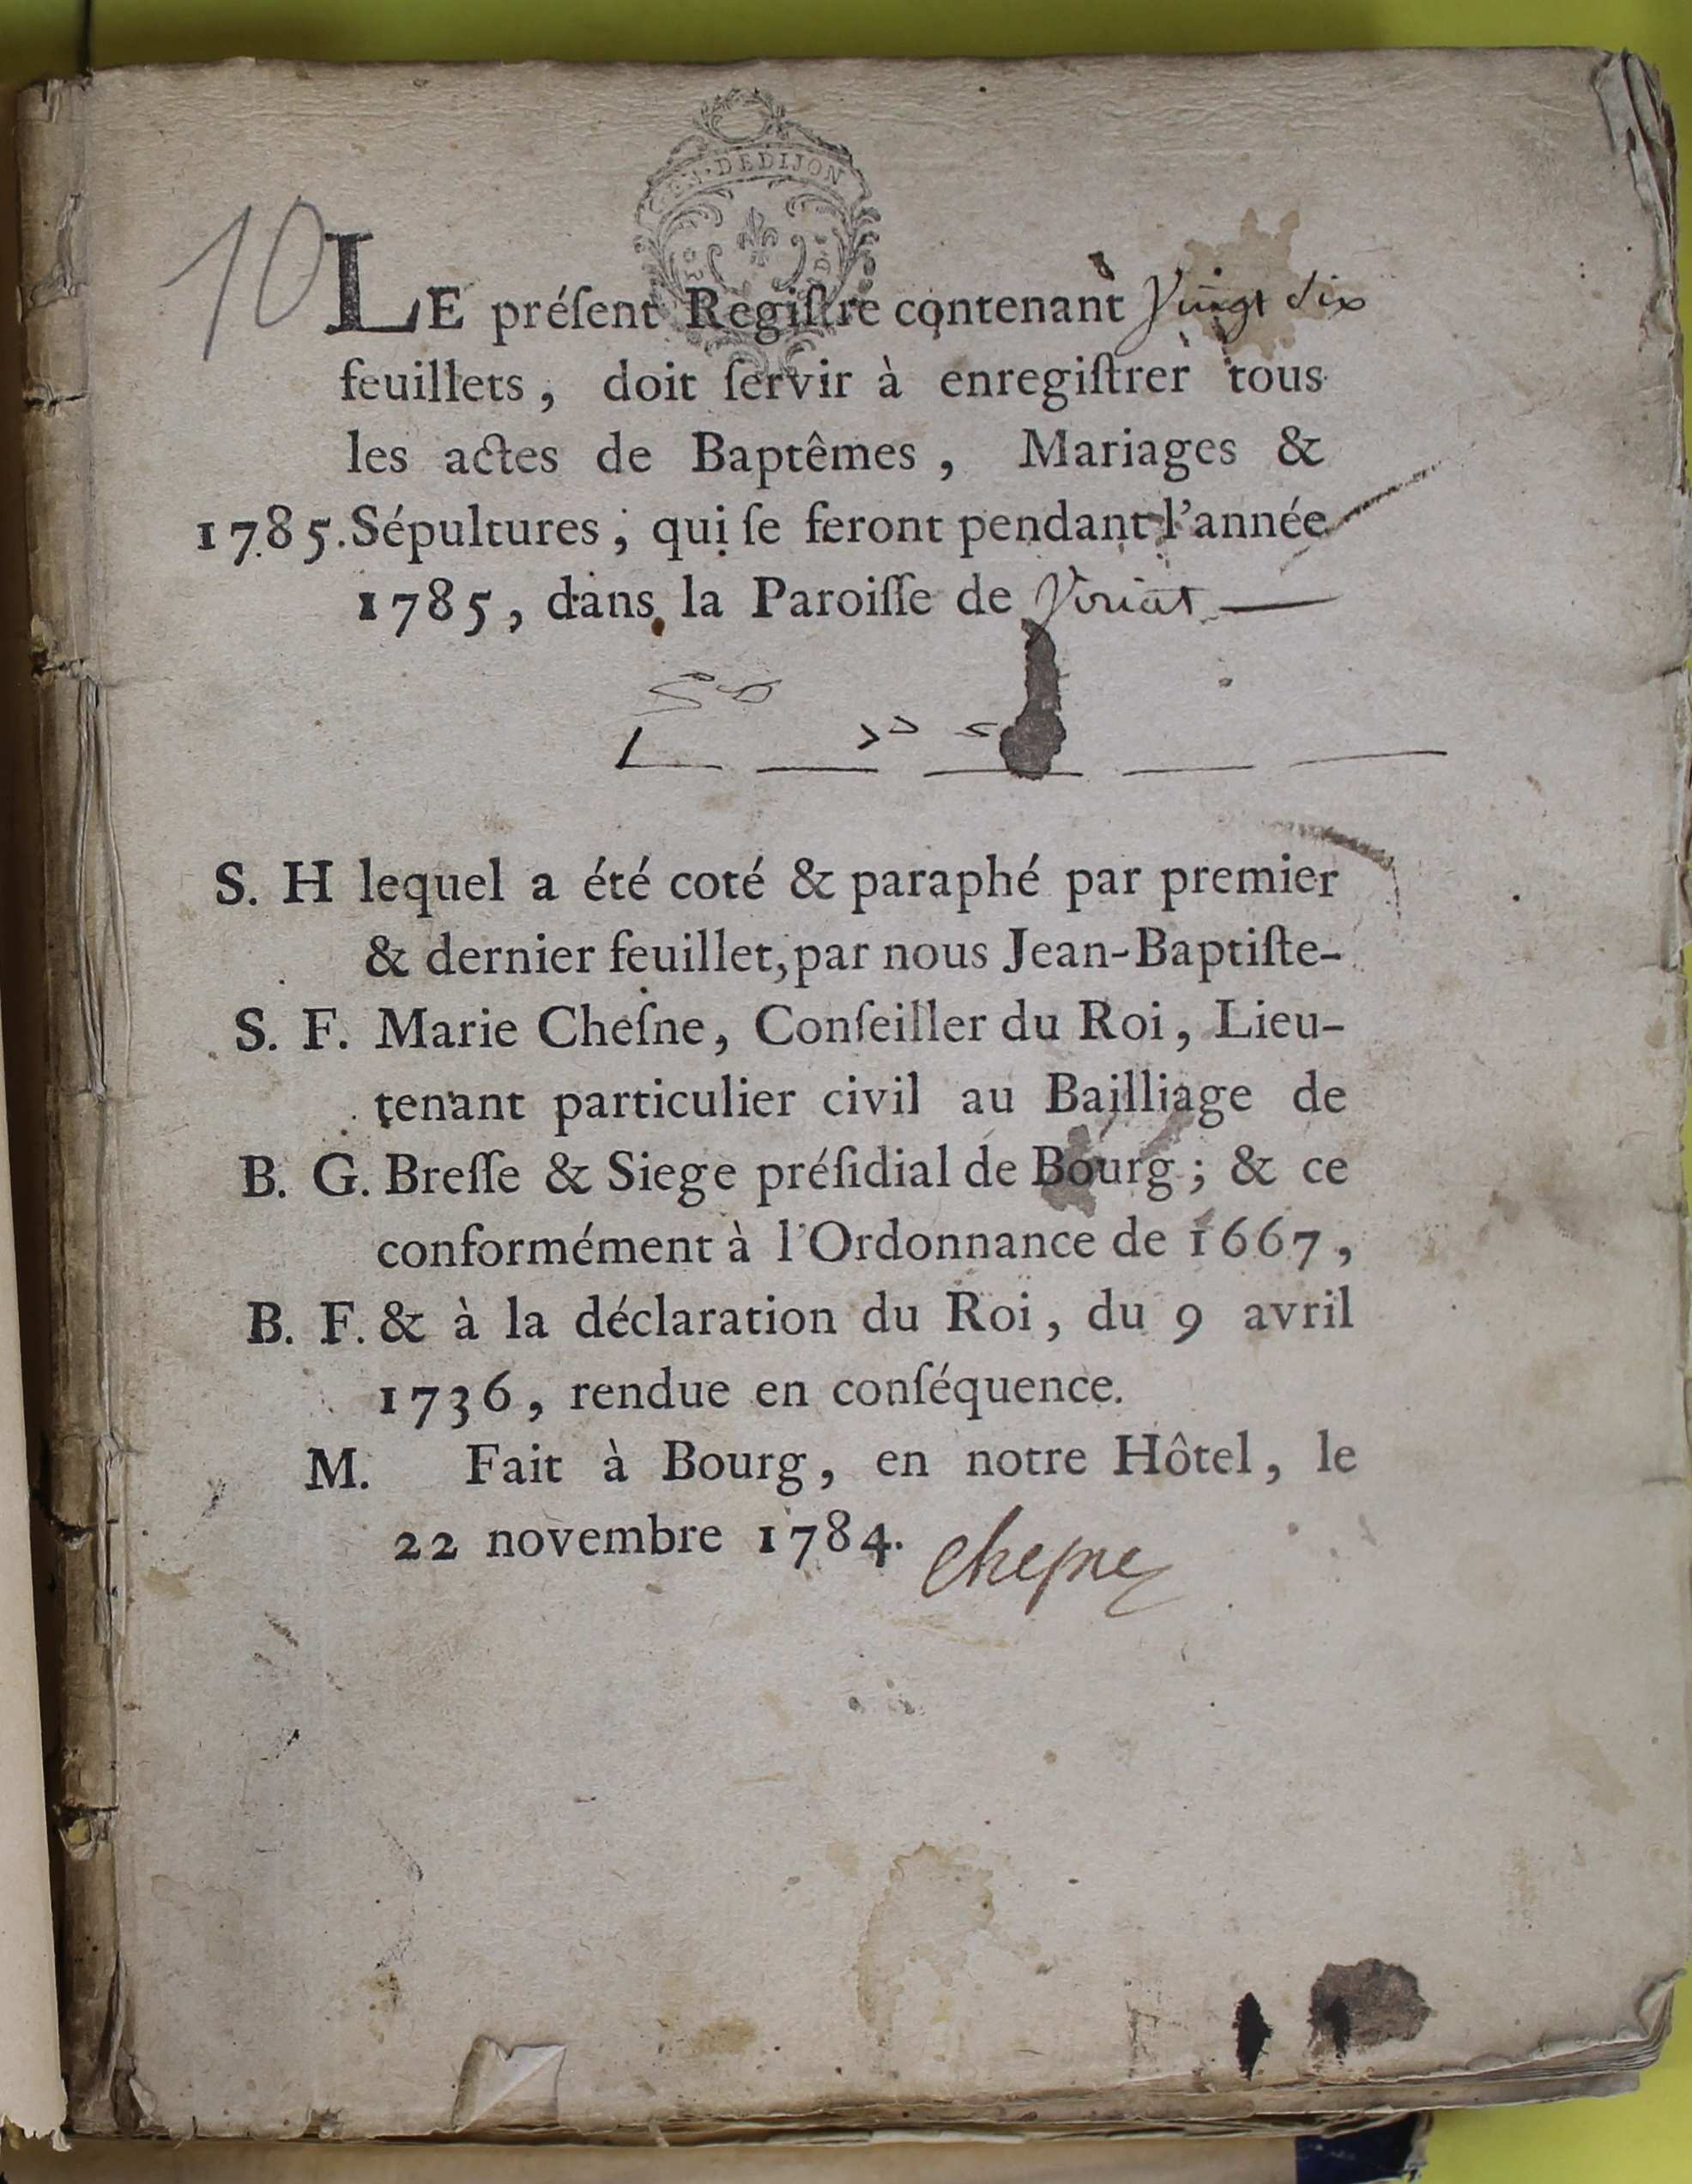 EN. DE DIJON
10
LE préſent Regiſtre contenant Vingt dix
feuillets, doit ſervir à enregiſtrer tous
les actes de Baptêmes, Mariages &
1785. Sépultures, qui ſe feront pendant l'année
1785, dans la Paroiſſe de Viriat
S. H lequel a été coté & paraphé par premier
& dernier feuillet, par nous Jean-Baptiſte-
S. F. Marie Cheſne, Conſeiller du Roi, Lieu-
tenant particulier civil au Bailliage de
B. G. Breſſe & Siege préſidial de Bourg; & ce
conformément à l'Ordonnance de 1667,
B. F. & à la déclaration du Roi, du 9 avril
1736, rendue en conſéquence.
M. Fait à Bourg, en notre Hôtel, le
22 novembre 1784. Cheſne